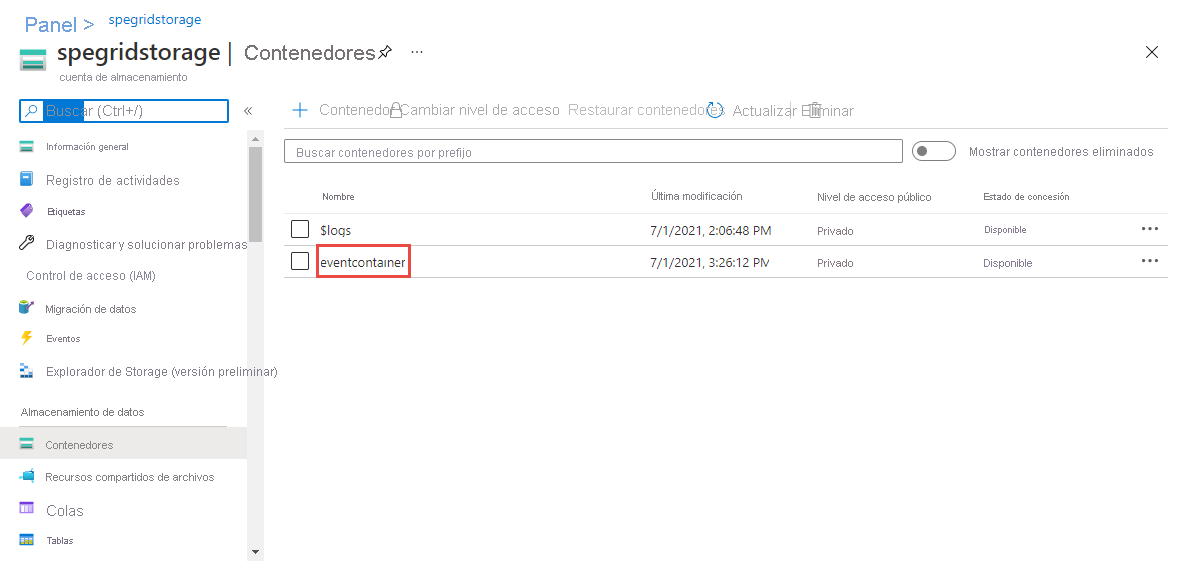 Panel > spegridstorage
spegridstorage | Contenedores ...
cuenta de almacenamiento
Buscar (Ctrl+/) «
+ Contenedor Cambiar nivel de acceso Restaurar contenedores Actualizar Eliminar
Buscar contenedores por prefijo Mostrar contenedores eliminados
Nombre Última modificación Nivel de acceso público Estado de concesión
$logs 7/1/2021, 2:06:48 PM Privado Disponible ...
eventcontainer 7/1/2021, 3:26:12 PM Privado Disponible ...
Información general
Registro de actividades
Etiquetas
Diagnosticar y solucionar problemas
Control de acceso (IAM)
Migración de datos
Eventos
Explorador de Storage (versión preliminar)
Almacenamiento de datos
Contenedores
Recursos compartidos de archivos
Colas
Tablas